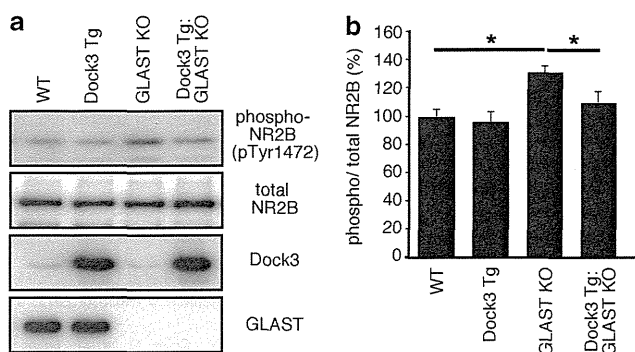 a
WT
Dock3 Tg
GLAST KO
Dock3 Tg:
GLAST KO
phospho-
NR2B
(pTyr1472)
total
NR2B
Dock3
GLAST
b
phospho/ total NR2B (%)
160
140
120
100
80
60
40
20
0
*
*
WT
Dock3 Tg
GLAST KO
Dock3 Tg:
GLAST KO